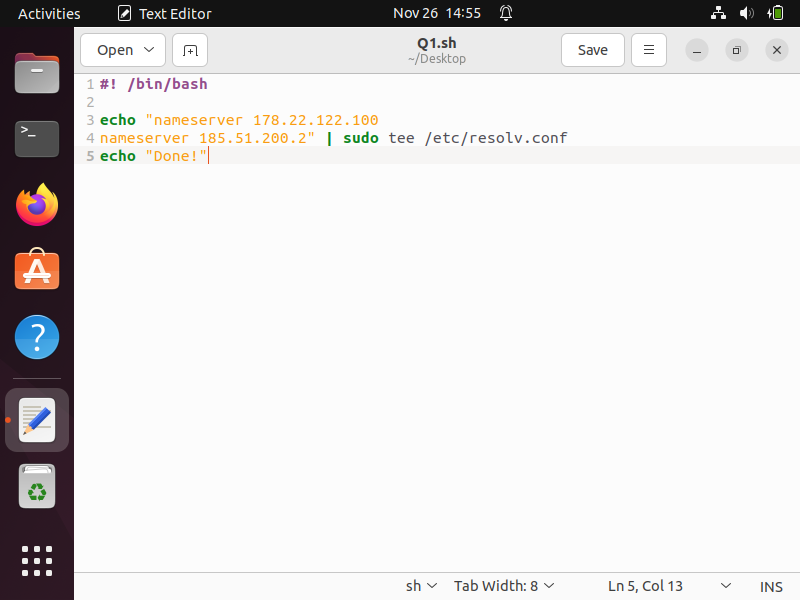 Activities Text Editor Nov 26 14:55
Open Q1.sh Save
~/Desktop
1 #! /bin/bash
2
3 echo "nameserver 178.22.122.100
4 nameserver 185.51.200.2" | sudo tee /etc/resolv.conf
5 echo "Done!"
>_
A
?
sh Tab Width: 8 Ln 5, Col 13 INS